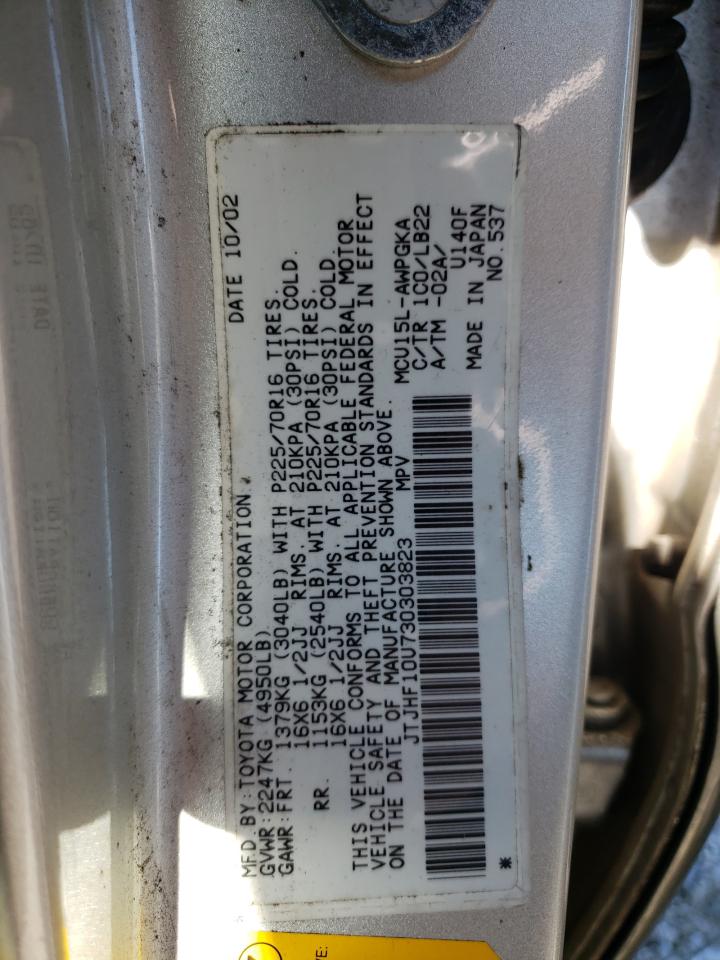 DATE 10/02
MFD.BY:TOYOTA MOTOR CORPORATION
GVWR:2247KG (4950LB)
GAWR:FRT. 1379KG (3040LB) WITH P225/70R16 TIRES.
16X6 1/2JJ RIMS. AT 210KPA (30PSI) COLD.
RR. 1153KG (2540LB) WITH P225/70R16 TIRES.
16X6 1/2JJ RIMS. AT 210KPA (30PSI) COLD.
THIS VEHICLE CONFORMS TO ALL APPLICABLE FEDERAL MOTOR
VEHICLE SAFETY AND THEFT PREVENTION STANDARDS IN EFFECT
ON THE DATE OF MANUFACTURE SHOWN ABOVE.
JTJHF10U730303823 MPV
MCU15L-AWPGKA
C/TR 1C0/LB22
A/TM -02A/
U140F
MADE IN JAPAN
NO.537
*